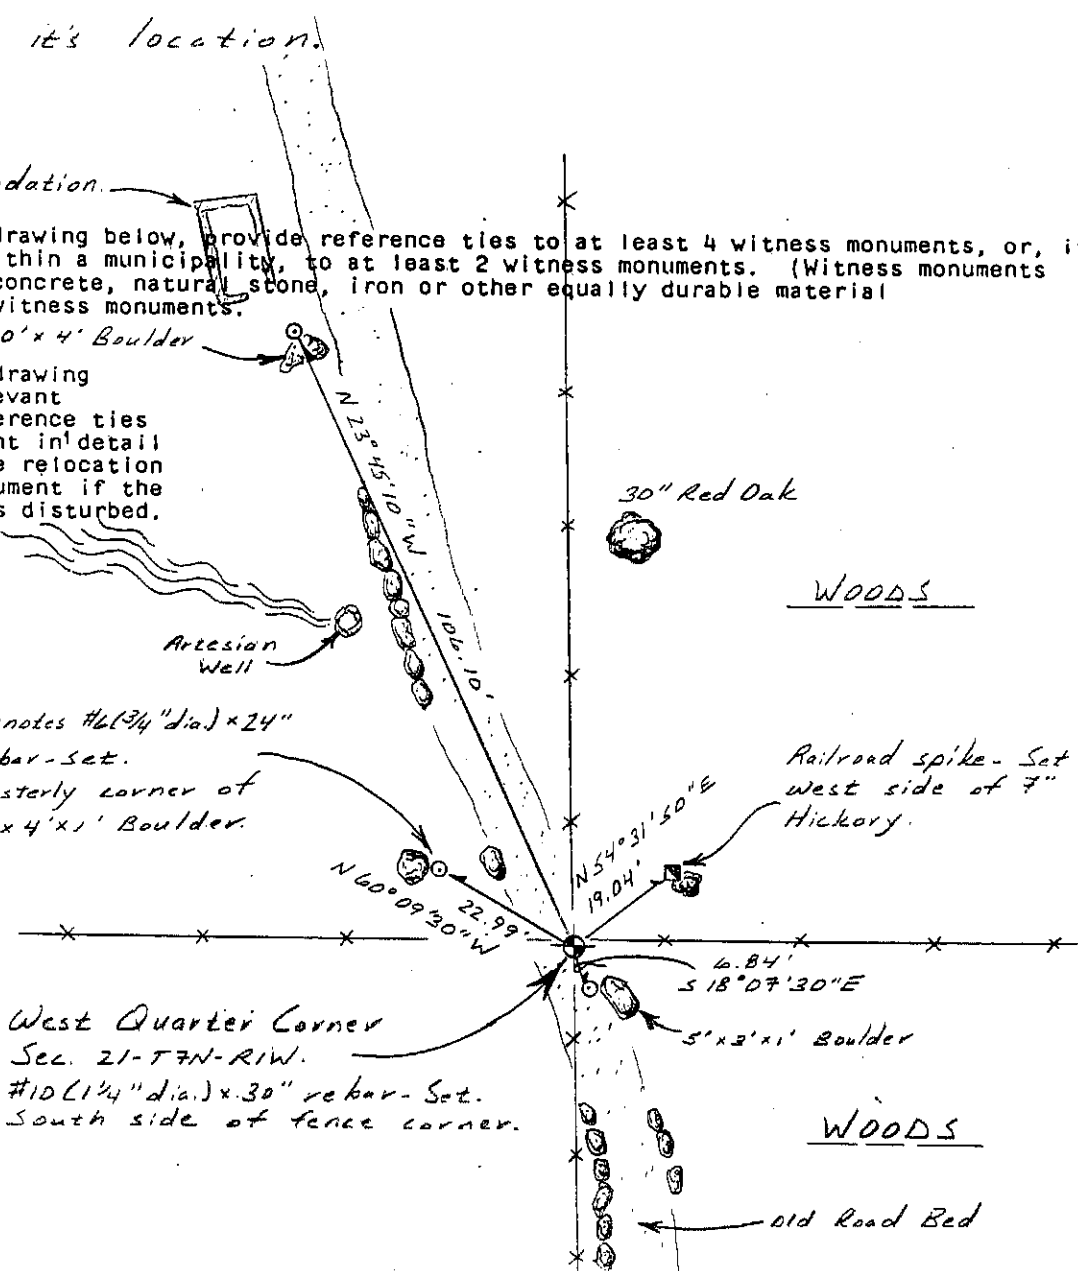 it's location.
dation.
drawing below, provide reference ties to at least 4 witness monuments, or, i
thin a municipality, to at least 2 witness monuments. (Witness monuments
concrete, natural stone, iron or other equally durable material
witness monuments.
0' x 4' Boulder
drawing
evant
erence ties
nt in detail
e relocation
ument if the
s disturbed.
N 23° 45' 10" W
106.10'
30" Red Oak
WOODS
Artesian
Well
notes #6 (3/4" dia.) x 24"
bar - Set.
sterly corner of
x 4' x 1' Boulder.
Railroad spike - Set
west side of 7"
Hickory.
N 54° 31' 50" E
19.04'
N 60° 09' 30" W
22.99'
6.84'
S 18° 07' 30" E
5' x 3' x 1' Boulder
West Quarter Corner
Sec. 21-T7N-R1W.
#10 (1 1/4" dia.) x 30" rebar - Set.
South side of fence corner.
WOODS
Old Road Bed